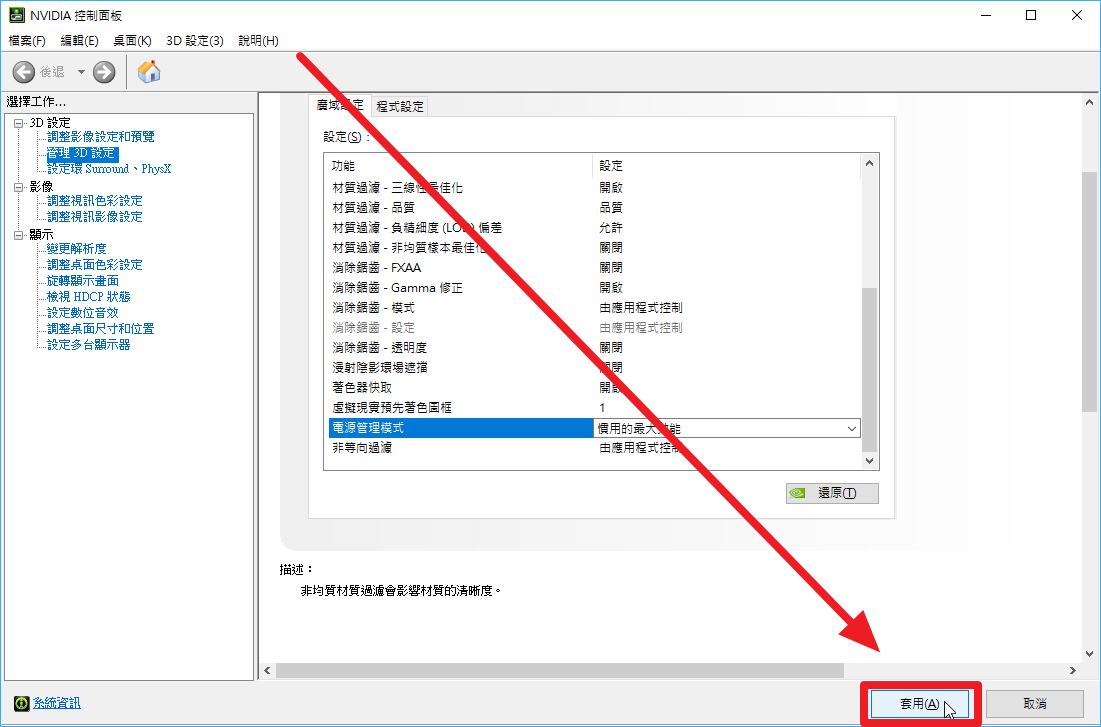 NVIDIA 控制面板
檔案(F) 編輯(E) 桌面(K) 3D 設定(3) 說明(H)
後退
選擇工作...
3D 設定
調整影像設定和預覽
管理 3D 設定
設定環 Surround、PhysX
影像
調整視訊色彩設定
調整視訊影像設定
顯示
變更解析度
調整桌面色彩設定
旋轉顯示畫面
檢視 HDCP 狀態
設定數位音效
調整桌面尺寸和位置
設定多台顯示器
廣域設定 程式設定
設定(S)：
功能 設定
材質過濾 - 三線性最佳化 開啟
材質過濾 - 品質 品質
材質過濾 - 負精細度 (LOD) 偏差 允許
材質過濾 - 非均質樣本最佳化 關閉
消除鋸齒 - FXAA 關閉
消除鋸齒 - Gamma 修正 開啟
消除鋸齒 - 模式 由應用程式控制
消除鋸齒 - 設定 由應用程式控制
消除鋸齒 - 透明度 關閉
漫射陰影環場遮擋 關閉
著色器快取 開啟
虛擬現實預先著色圖框 1
電源管理模式 慣用的最大效能
非等向過濾 由應用程式控制
還原(T)
描述：
非均質材質過濾會影響材質的清晰度。
系統資訊
套用(A) 取消